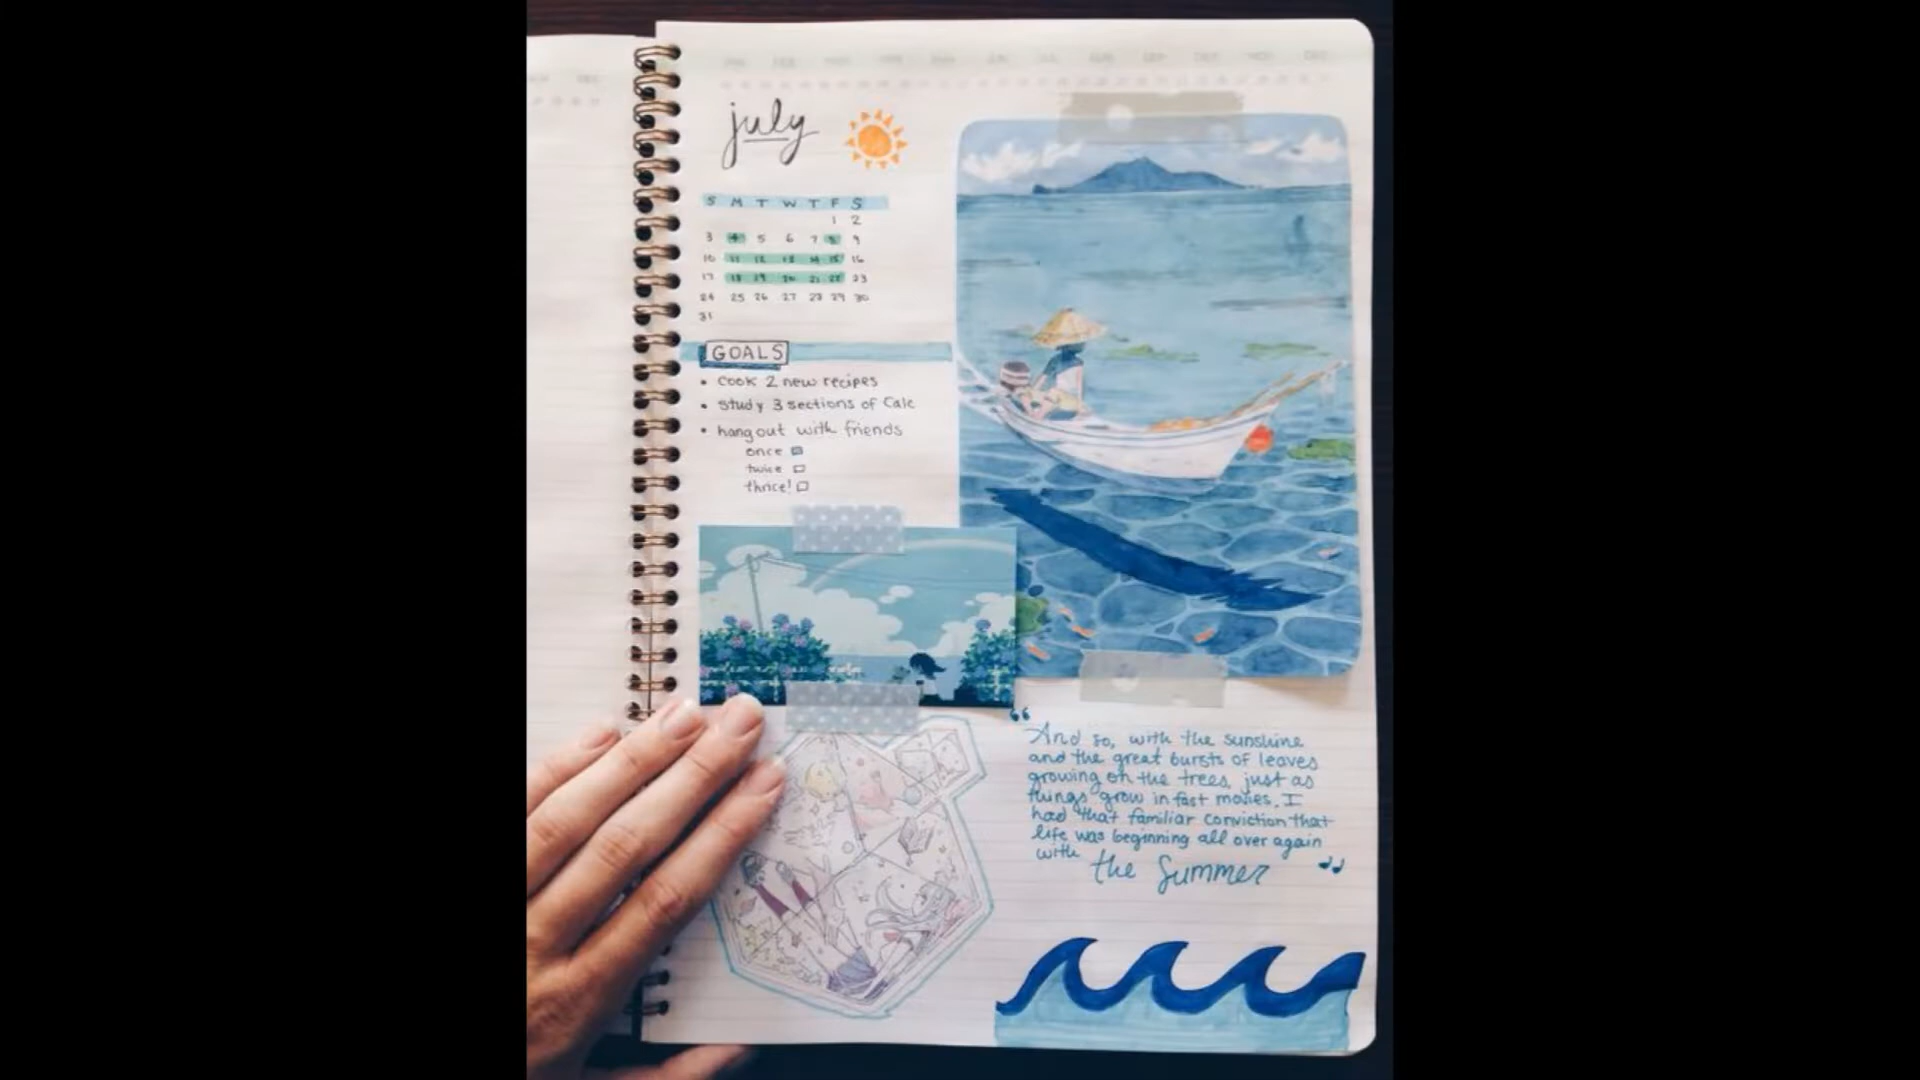 july
S M T W T F S
1 2
3 4 5 6 7 8 9
10 11 12 13 14 15 16
17 18 19 20 21 22 23
24 25 26 27 28 29 30
31
GOALS
• cook 2 new recipes
• study 3 sections of Calc
• hang out with friends
once
twice
thrice!
“And so, with the sunshine
and the great bursts of leaves
growing on the trees, just as
things grow in fast movies, I
had that familiar conviction that
life was beginning all over again
with the Summer”